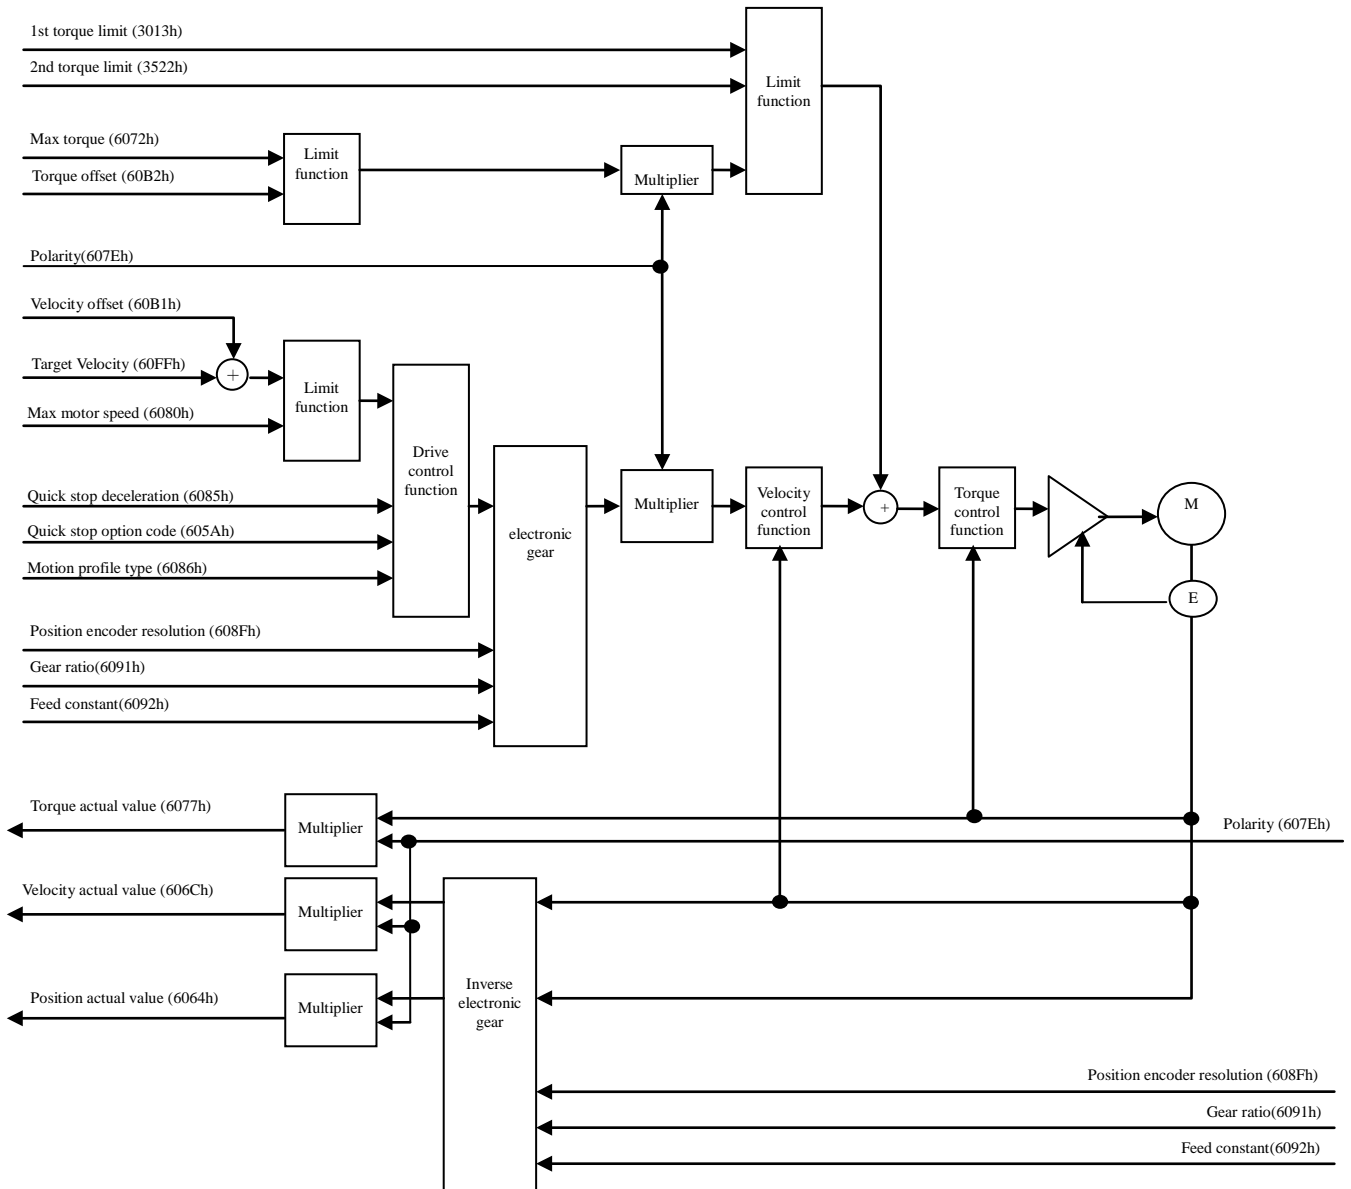 1st torque limit (3013h)
2nd torque limit (3522h)
Limit
function
Max torque (6072h)
Torque offset (60B2h)
Limit
function
Multiplier
Polarity(607Eh)
Velocity offset (60B1h)
Target Velocity (60FFh)
+
Max motor speed (6080h)
Limit
function
Drive
control
function
Quick stop deceleration (6085h)
Quick stop option code (605Ah)
Motion profile type (6086h)
electronic
gear
Multiplier
Velocity
control
function
+
Torque
control
function
M
E
Position encoder resolution (608Fh)
Gear ratio(6091h)
Feed constant(6092h)
Torque actual value (6077h)
Multiplier
Polarity (607Eh)
Velocity actual value (606Ch)
Multiplier
Position actual value (6064h)
Multiplier
Inverse
electronic
gear
Position encoder resolution (608Fh)
Gear ratio(6091h)
Feed constant(6092h)